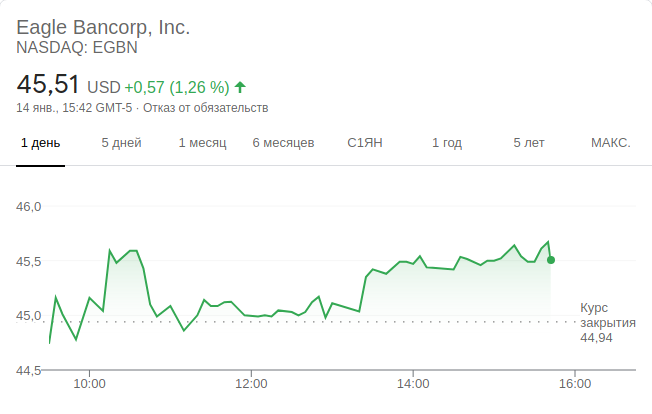 Eagle Bancorp, Inc.
NASDAQ: EGBN
45,51 USD +0,57 (1,26 %)
14 янв., 15:42 GMT-5 · Отказ от обязательств
1 день 5 дней 1 месяц 6 месяцев С1ЯН 1 год 5 лет МАКС.
46,0
45,5
45,0
Курс
закрытия
44,94
44,5
10:00 12:00 14:00 16:00